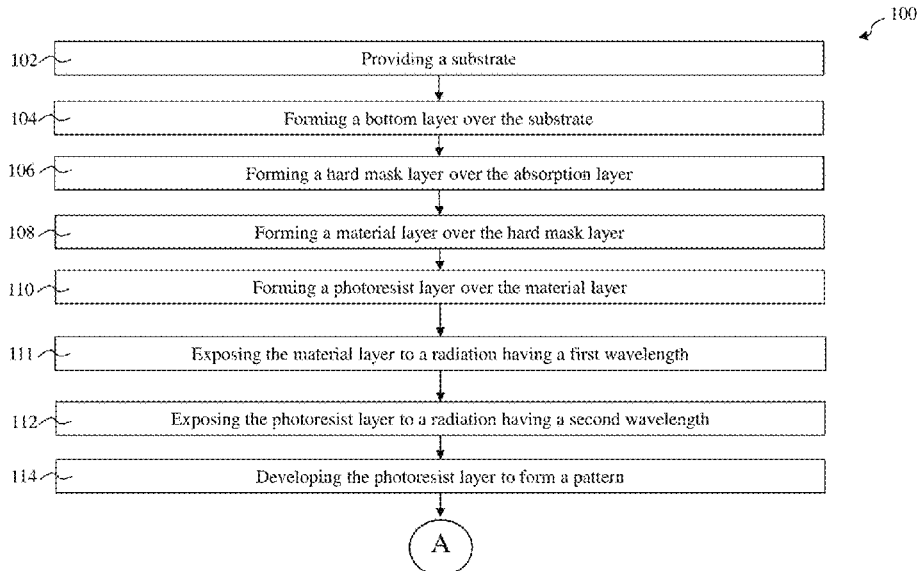 100
102 Providing a substrate
104 Forming a bottom layer over the substrate
106 Forming a hard mask layer over the absorption layer
108 Forming a material layer over the hard mask layer
110 Forming a photoresist layer over the material layer
111 Exposing the material layer to a radiation having a first wavelength
112 Exposing the photoresist layer to a radiation having a second wavelength
114 Developing the photoresist layer to form a pattern
A